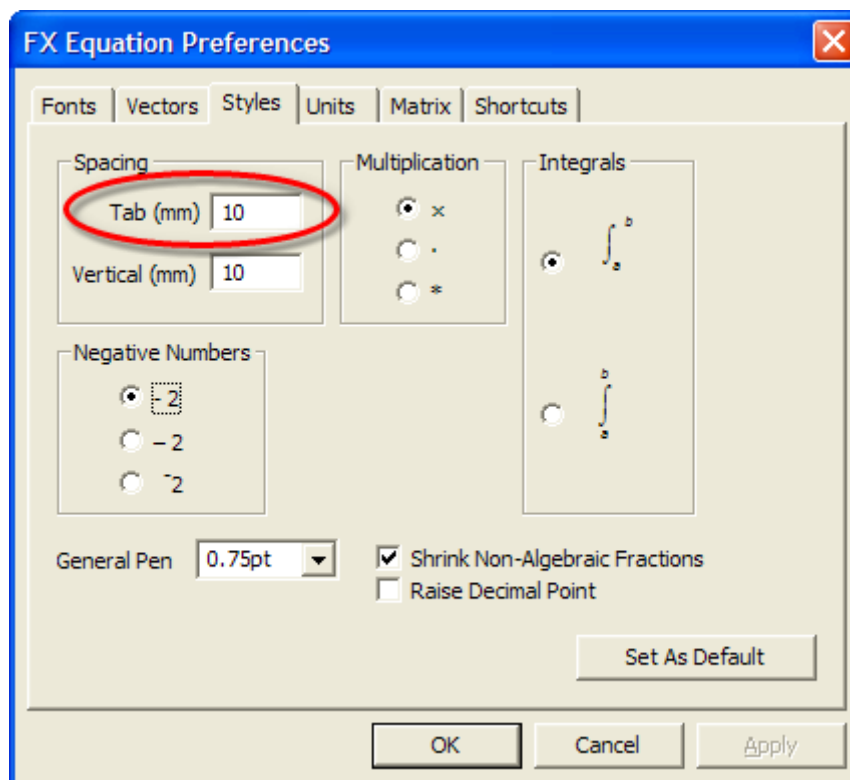 FX Equation Preferences
Fonts Vectors Styles Units Matrix Shortcuts
Spacing
Tab (mm) 10
Vertical (mm) 10
Multiplication
×
·
*
Integrals
∫ b a
∫ b a
Negative Numbers
- 2
– 2
⁻2
General Pen 0.75pt
Shrink Non-Algebraic Fractions
Raise Decimal Point
Set As Default
OK Cancel Apply